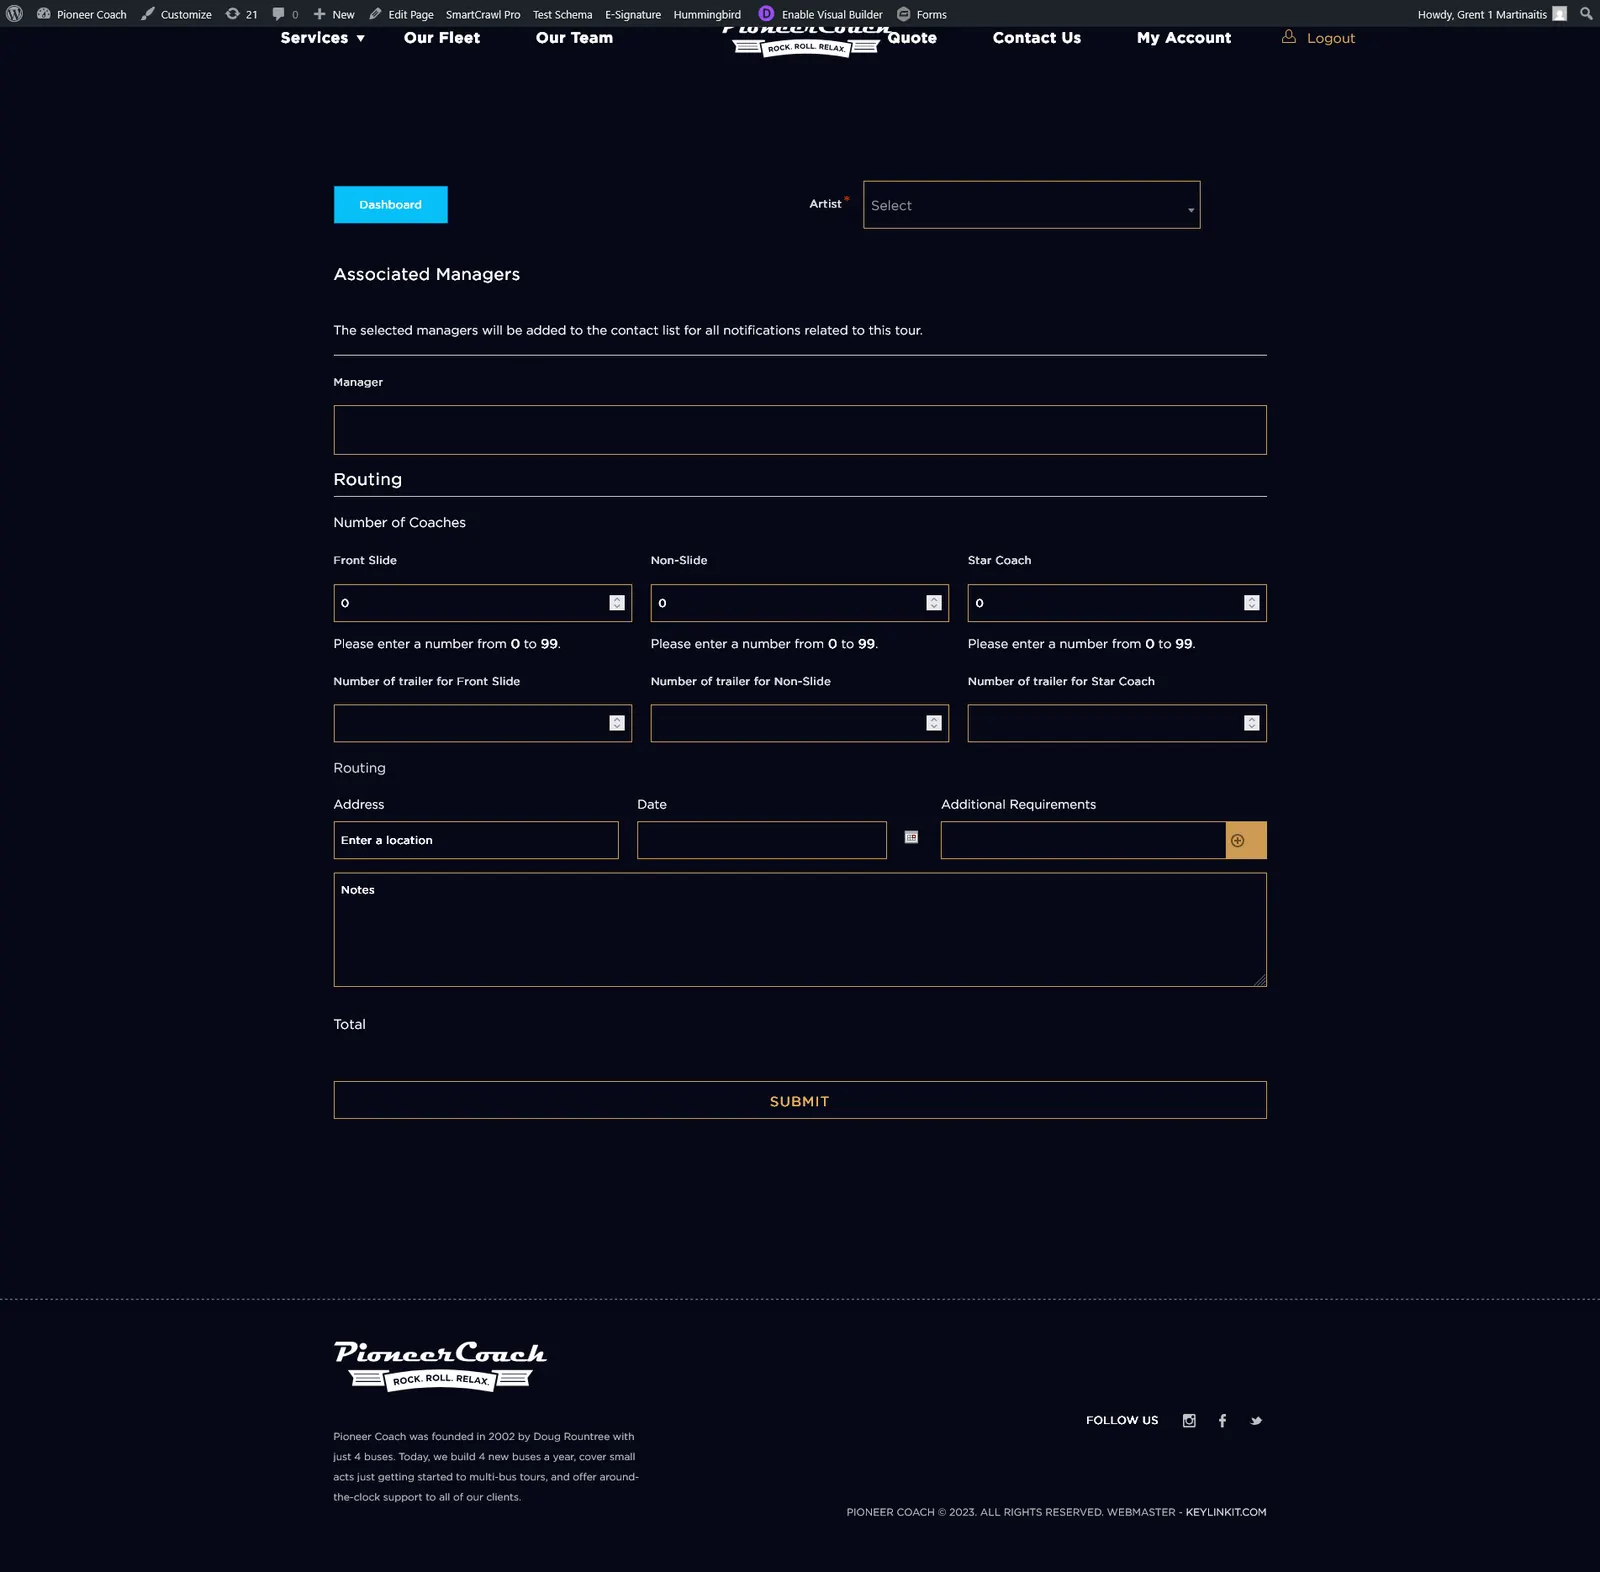 Pioneer Coach Customize 21 0 New Edit Page SmartCrawl Pro Test Schema E-Signature Hummingbird D Enable Visual Builder Forms Howdy, Grent 1 Martinaitis
Services Our Fleet Our Team PioneerCoach Quote Contact Us My Account Logout
ROCK. ROLL. RELAX.
Dashboard Artist* Select
Associated Managers
The selected managers will be added to the contact list for all notifications related to this tour.
Manager
Routing
Number of Coaches
Front Slide Non-Slide Star Coach
0 0 0
Please enter a number from 0 to 99. Please enter a number from 0 to 99. Please enter a number from 0 to 99.
Number of trailer for Front Slide Number of trailer for Non-Slide Number of trailer for Star Coach
Routing
Address Date Additional Requirements
Enter a location
Notes
Total
SUBMIT
PioneerCoach
ROCK. ROLL. RELAX.
FOLLOW US
Pioneer Coach was founded in 2002 by Doug Rountree with
just 4 buses. Today, we build 4 new buses a year, cover small
acts just getting started to multi-bus tours, and offer around-
the-clock support to all of our clients.
PIONEER COACH © 2023. ALL RIGHTS RESERVED. WEBMASTER - KEYLINKIT.COM